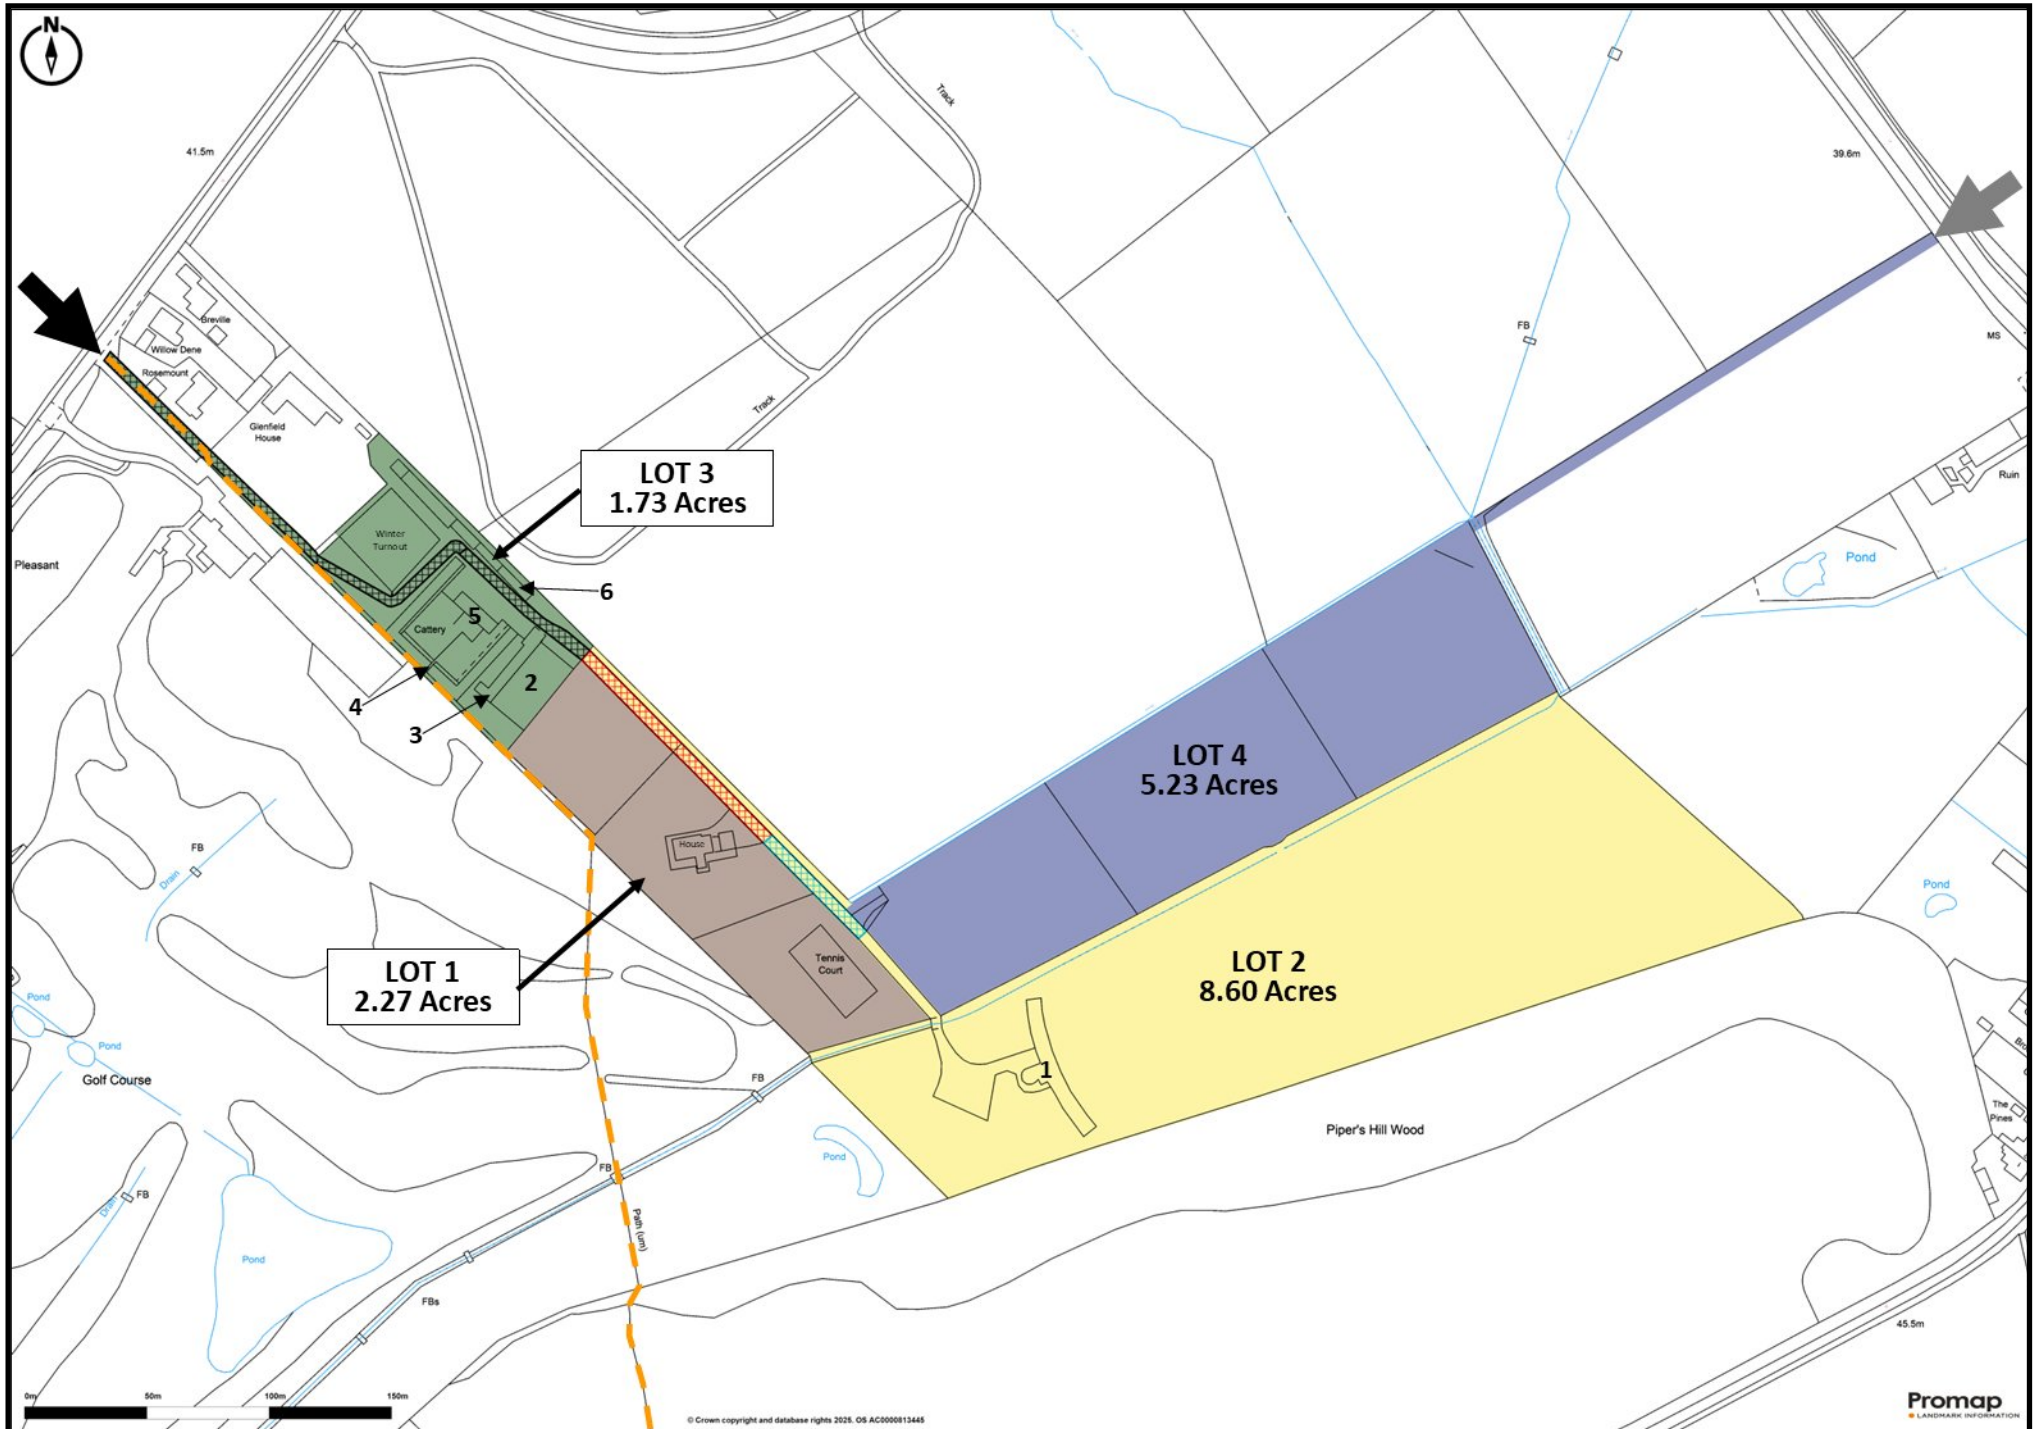 N
41.5m
Track
39.6m
Breville
Willow Dene
Rosemount
Glenfield
House
FB
MS
Track
LOT 3
1.73 Acres
Ruin
Winter
Turnout
Pleasant
Pond
6
5
Cattery
2
4
3
LOT 4
5.23 Acres
House
FB
Drain
Pond
Tennis
Court
LOT 1
2.27 Acres
LOT 2
8.60 Acres
Pond
Pond
Golf Course
FB
1
The
Pines
Piper's Hill Wood
Pond
FB
FB
Drain
Path (um)
Pond
FBs
45.5m
0m 50m 100m 150m
© Crown copyright and database rights 2025. OS AC0000813445
Promap
LANDMARK INFORMATION